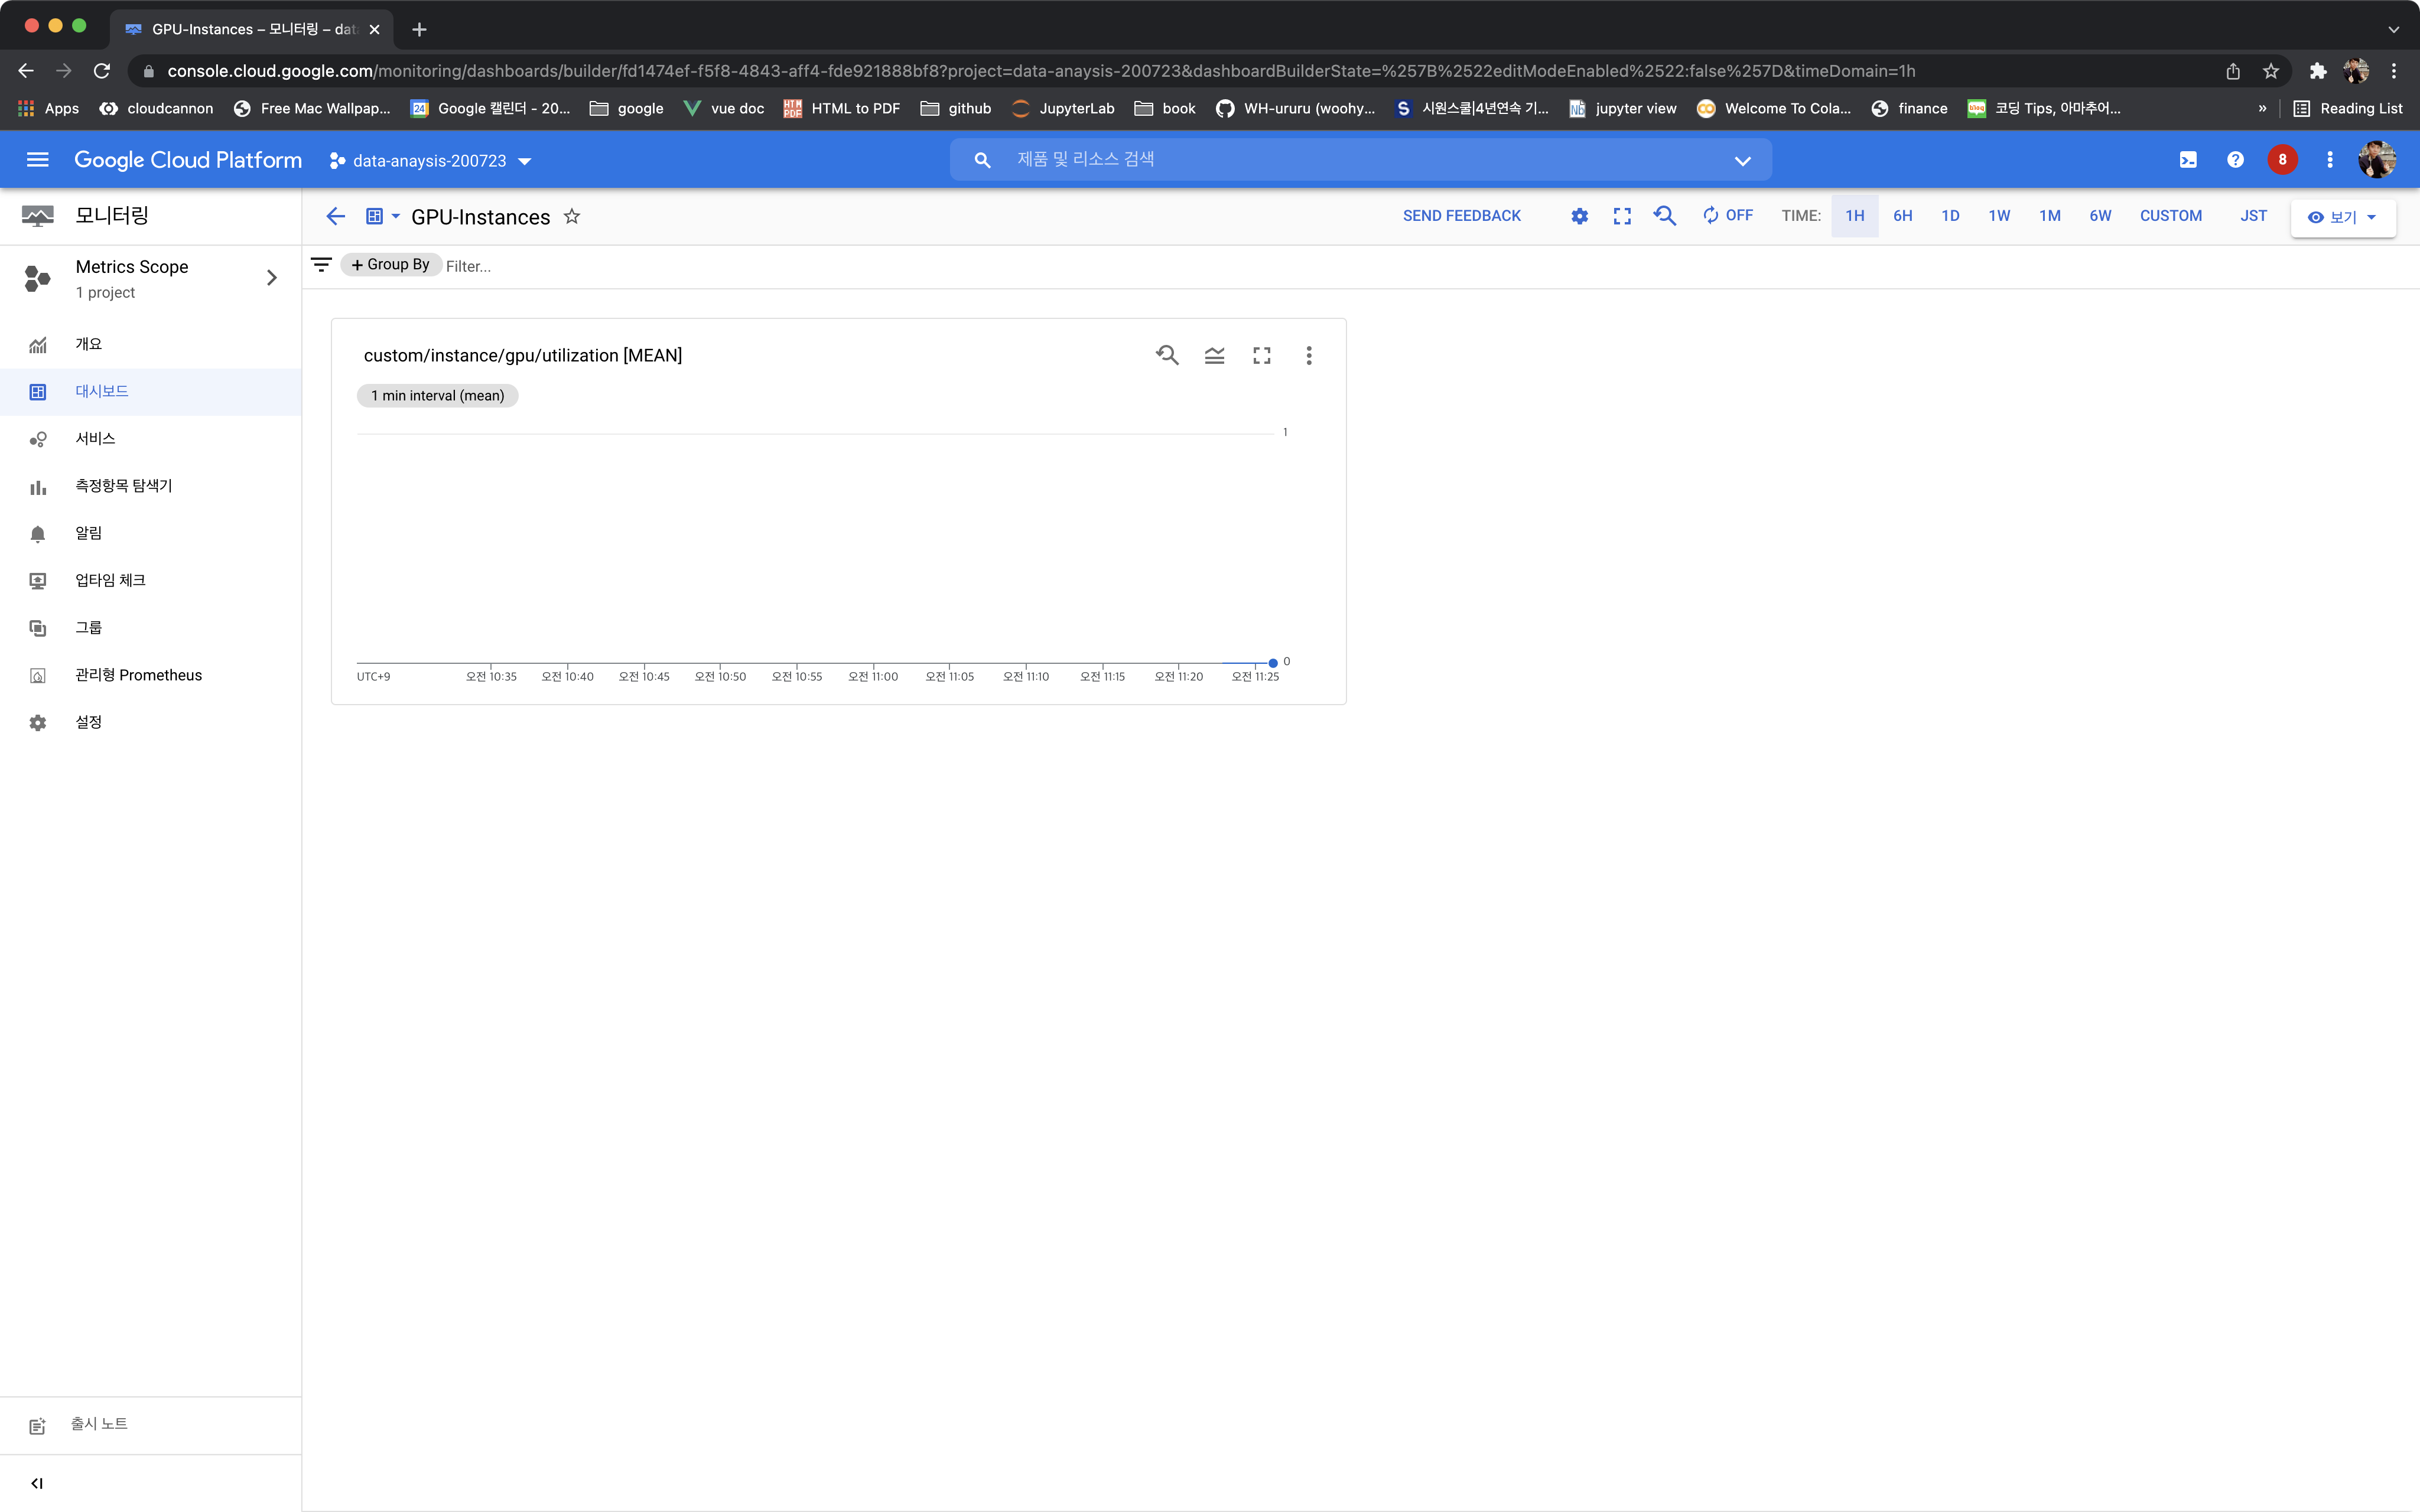 GPU-Instances – 모니터링 – dat
console.cloud.google.com/monitoring/dashboards/builder/fd1474ef-f5f8-4843-aff4-fde921888bf8?project=data-anaysis-200723&dashboardBuilderState=%257B%2522editModeEnabled%2522:false%257D&timeDomain=1h
Apps cloudcannon Free Mac Wallpap... 24 Google 캘린더 - 20... google vue doc HTML to PDF github JupyterLab book WH-ururu (woohy... S 시원스쿨|4년연속 기... Nb jupyter view Welcome To Cola... finance blog 코딩 Tips, 아마추어... » Reading List
Google Cloud Platform data-anaysis-200723 제품 및 리소스 검색 8
모니터링
GPU-Instances SEND FEEDBACK OFF TIME: 1H 6H 1D 1W 1M 6W CUSTOM JST 보기
Metrics Scope
1 project
+ Group By Filter...
개요
대시보드
서비스
측정항목 탐색기
알림
업타임 체크
그룹
관리형 Prometheus
설정
출시 노트
custom/instance/gpu/utilization [MEAN]
1 min interval (mean)
1
0
UTC+9 오전 10:35 오전 10:40 오전 10:45 오전 10:50 오전 10:55 오전 11:00 오전 11:05 오전 11:10 오전 11:15 오전 11:20 오전 11:25